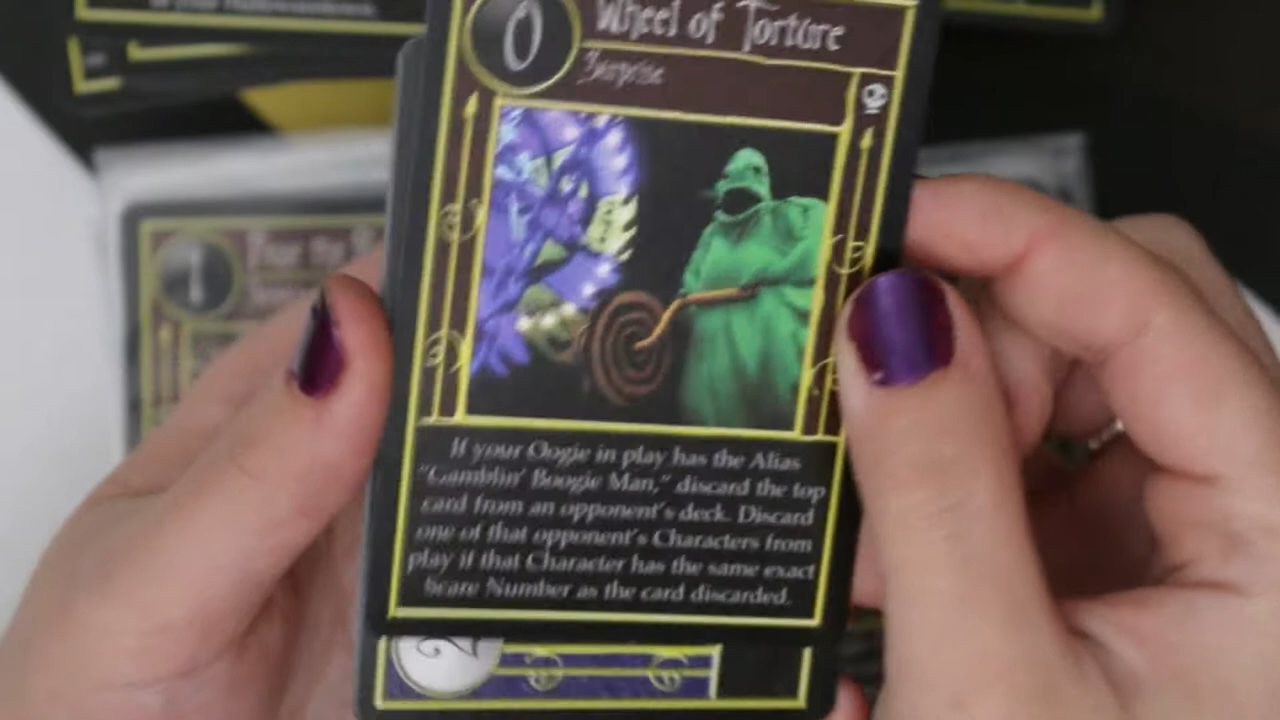 0
Wheel of Torture
Surprise
If your Oogie in play has the Alias
"Gamblin' Boogie Man," discard the top
card from an opponent's deck. Discard
one of that opponent's Characters from
play if that Character has the same exact
Scare Number as the card discarded.
1
2